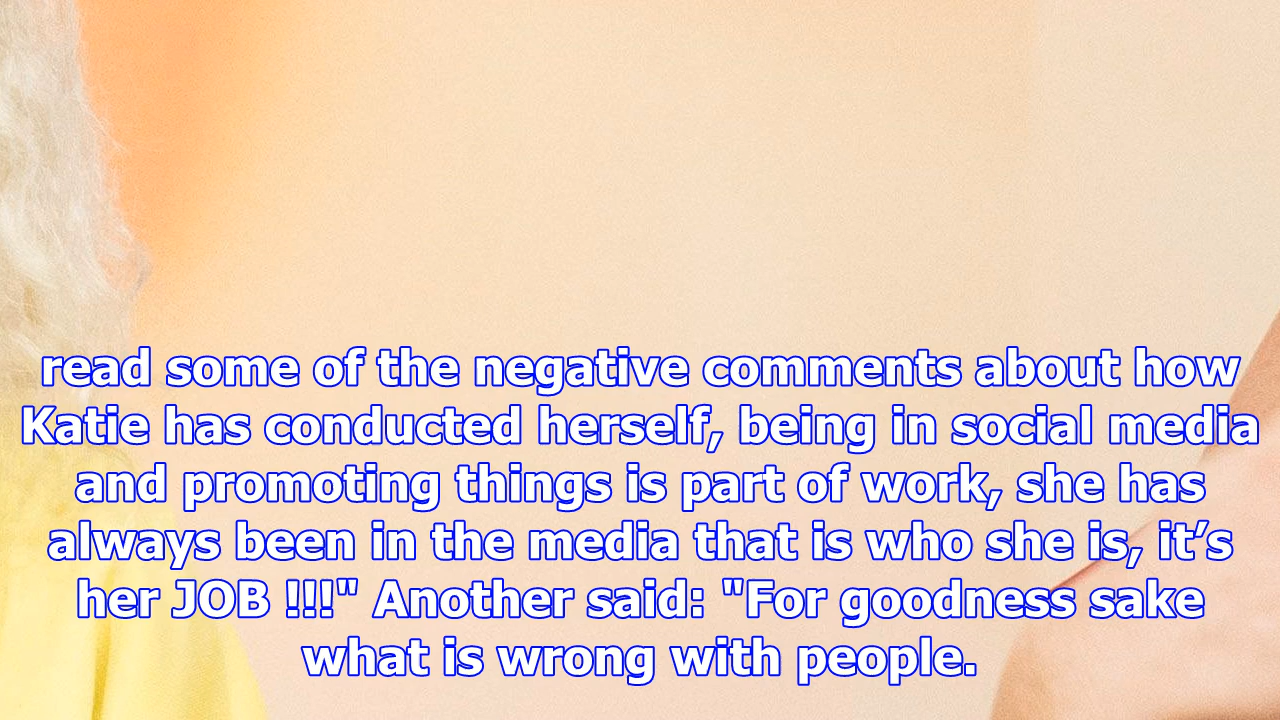 read some of the negative comments about how
Katie has conducted herself, being in social media
and promoting things is part of work, she has
always been in the media that is who she is, it’s
her JOB !!!" Another said: "For goodness sake
what is wrong with people.